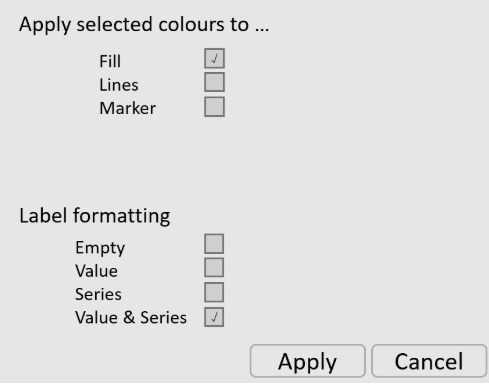 Apply selected colours to ...
Fill ✓
Lines
Marker
Label formatting
Empty
Value
Series
Value & Series ✓
Apply Cancel